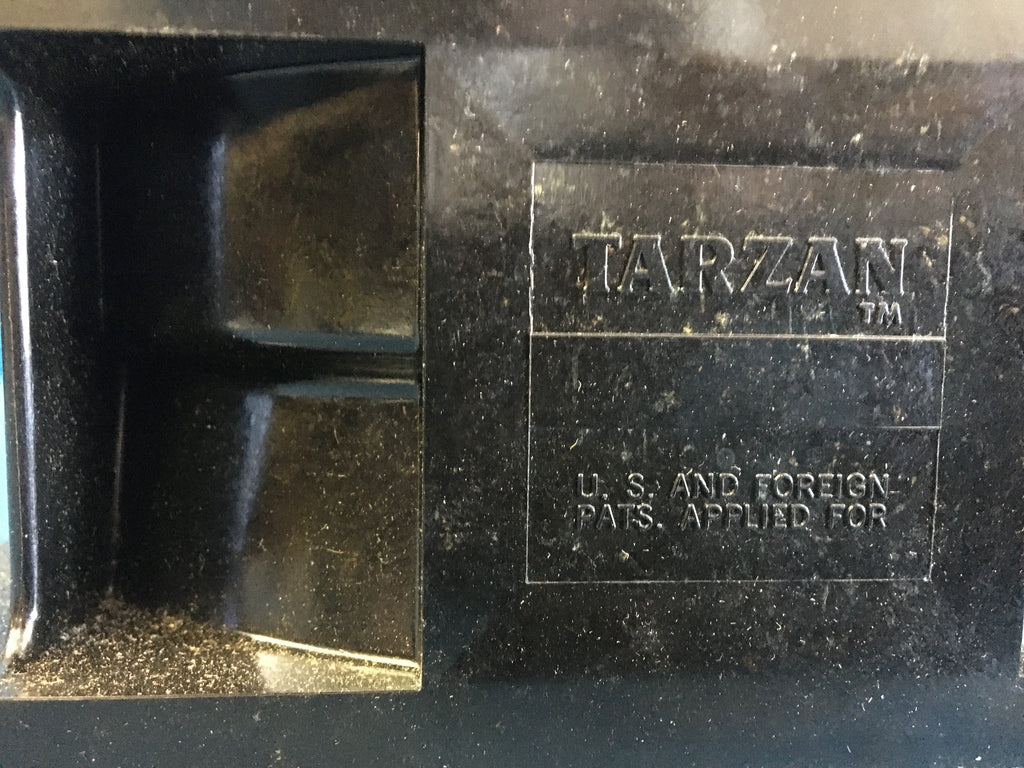 TARZAN
TM
U. S. AND FOREIGN
PATS. APPLIED FOR